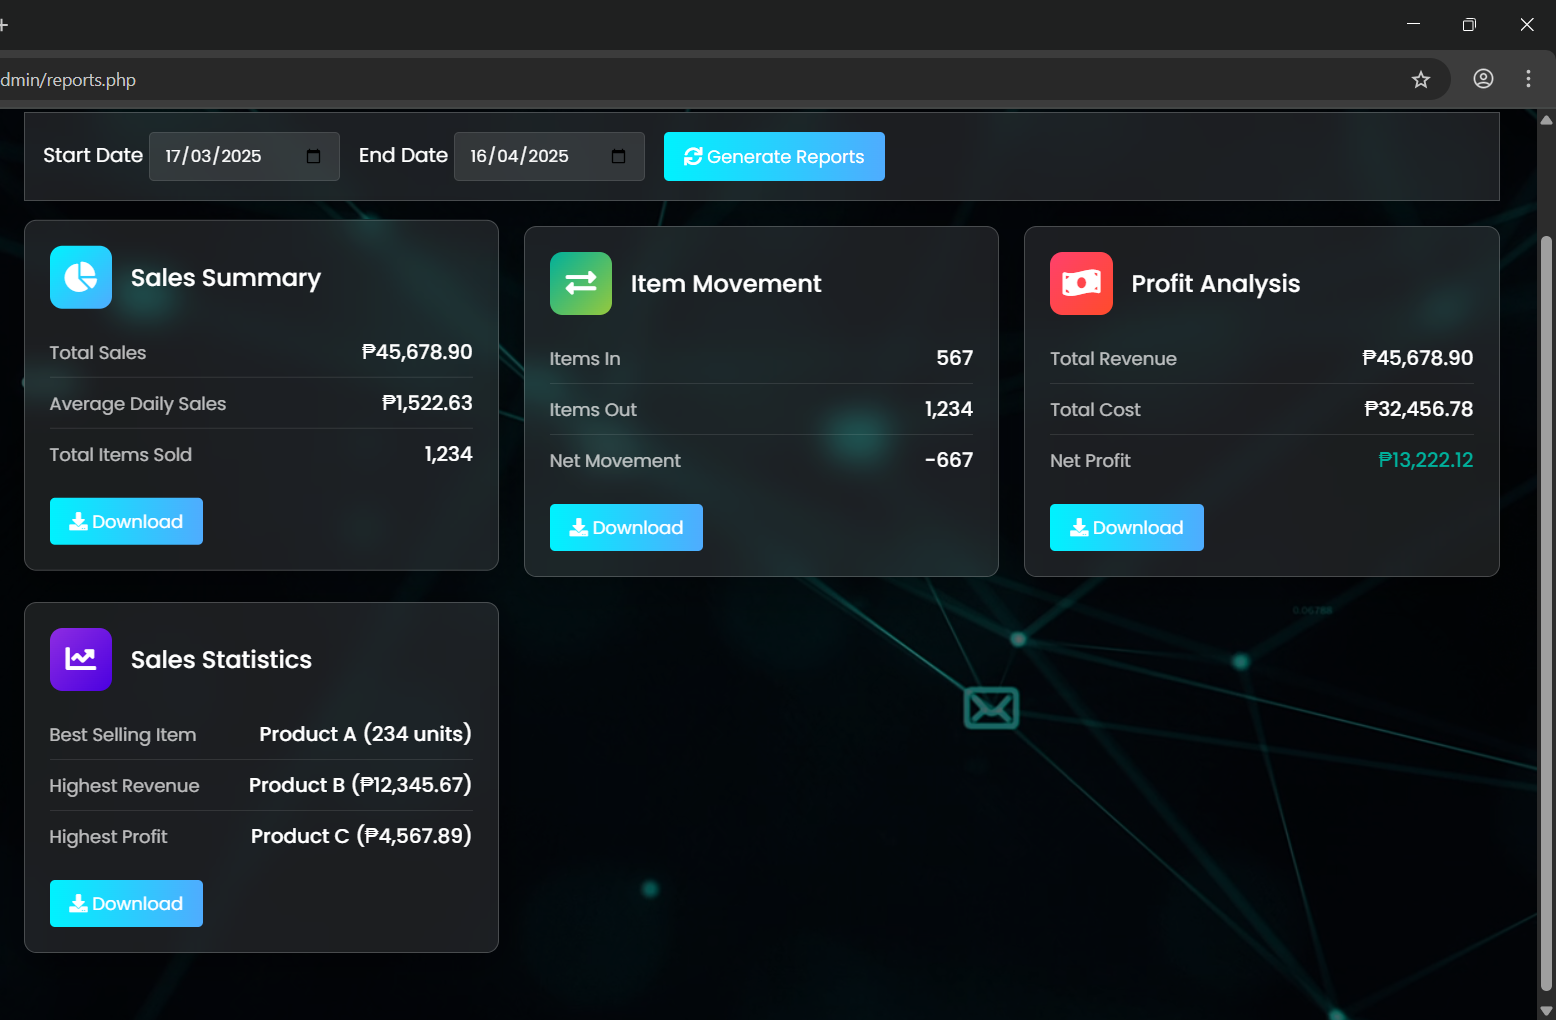 dmin/reports.php
Start Date 17/03/2025 End Date 16/04/2025 Generate Reports
Sales Summary
Total Sales ₱45,678.90
Average Daily Sales ₱1,522.63
Total Items Sold 1,234
Download
Item Movement
Items In 567
Items Out 1,234
Net Movement -667
Download
Profit Analysis
Total Revenue ₱45,678.90
Total Cost ₱32,456.78
Net Profit ₱13,222.12
Download
Sales Statistics
Best Selling Item Product A (234 units)
Highest Revenue Product B (₱12,345.67)
Highest Profit Product C (₱4,567.89)
Download